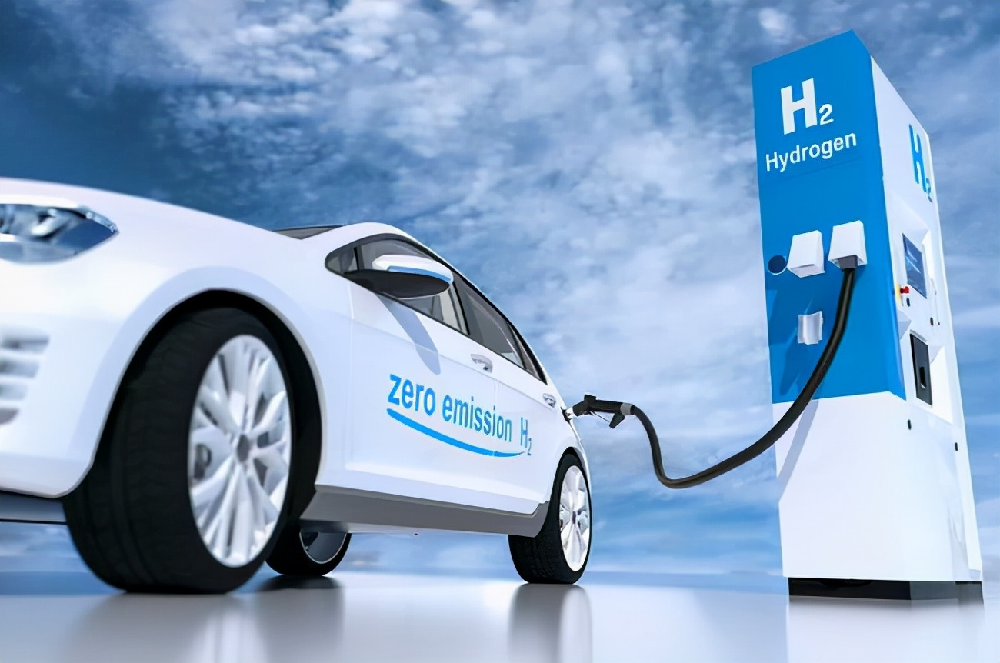 H₂
Hydrogen
H₂
zero emission H₂